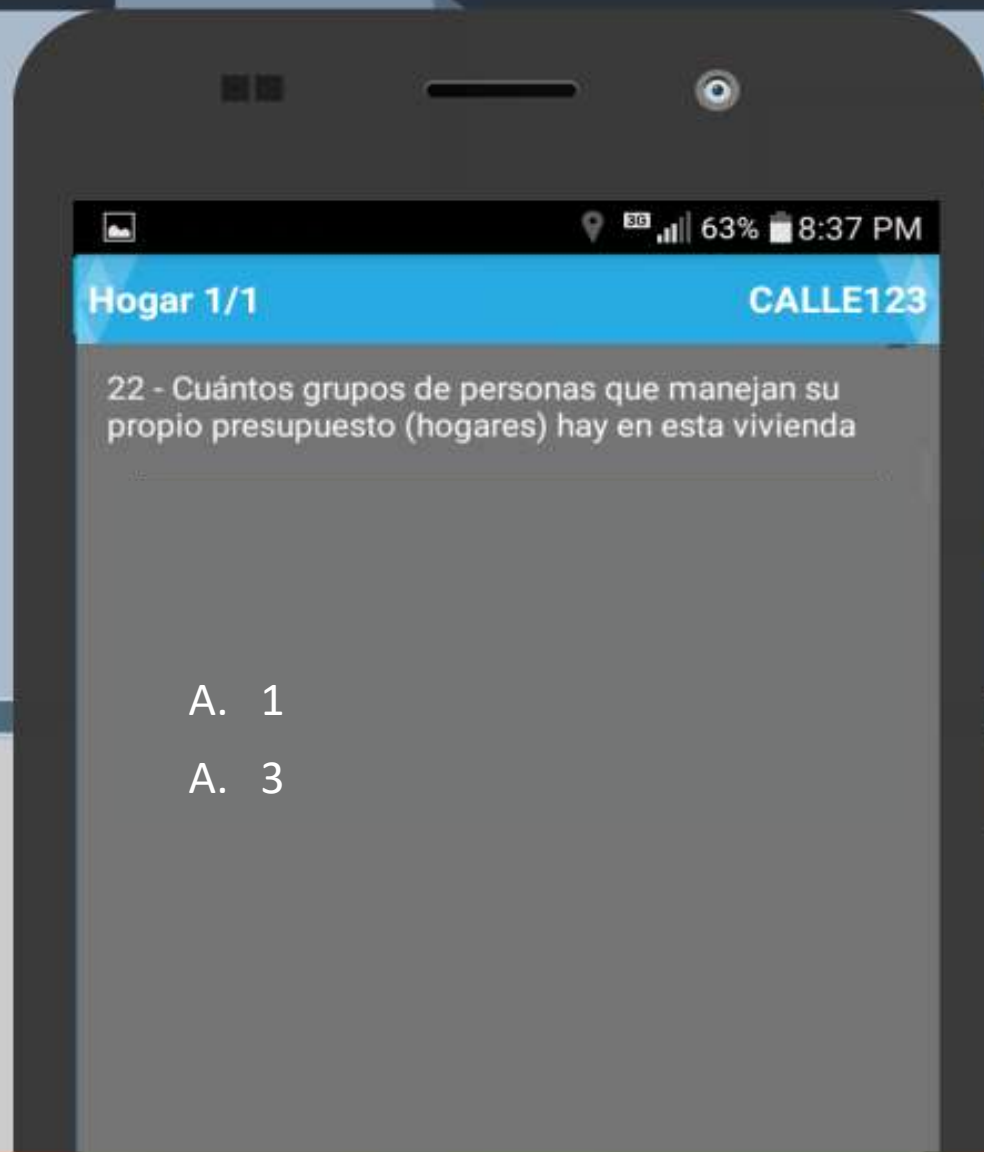 3G 63% 8:37 PM
Hogar 1/1 CALLE123
22 - Cuántos grupos de personas que manejan su
propio presupuesto (hogares) hay en esta vivienda
A. 1
A. 3